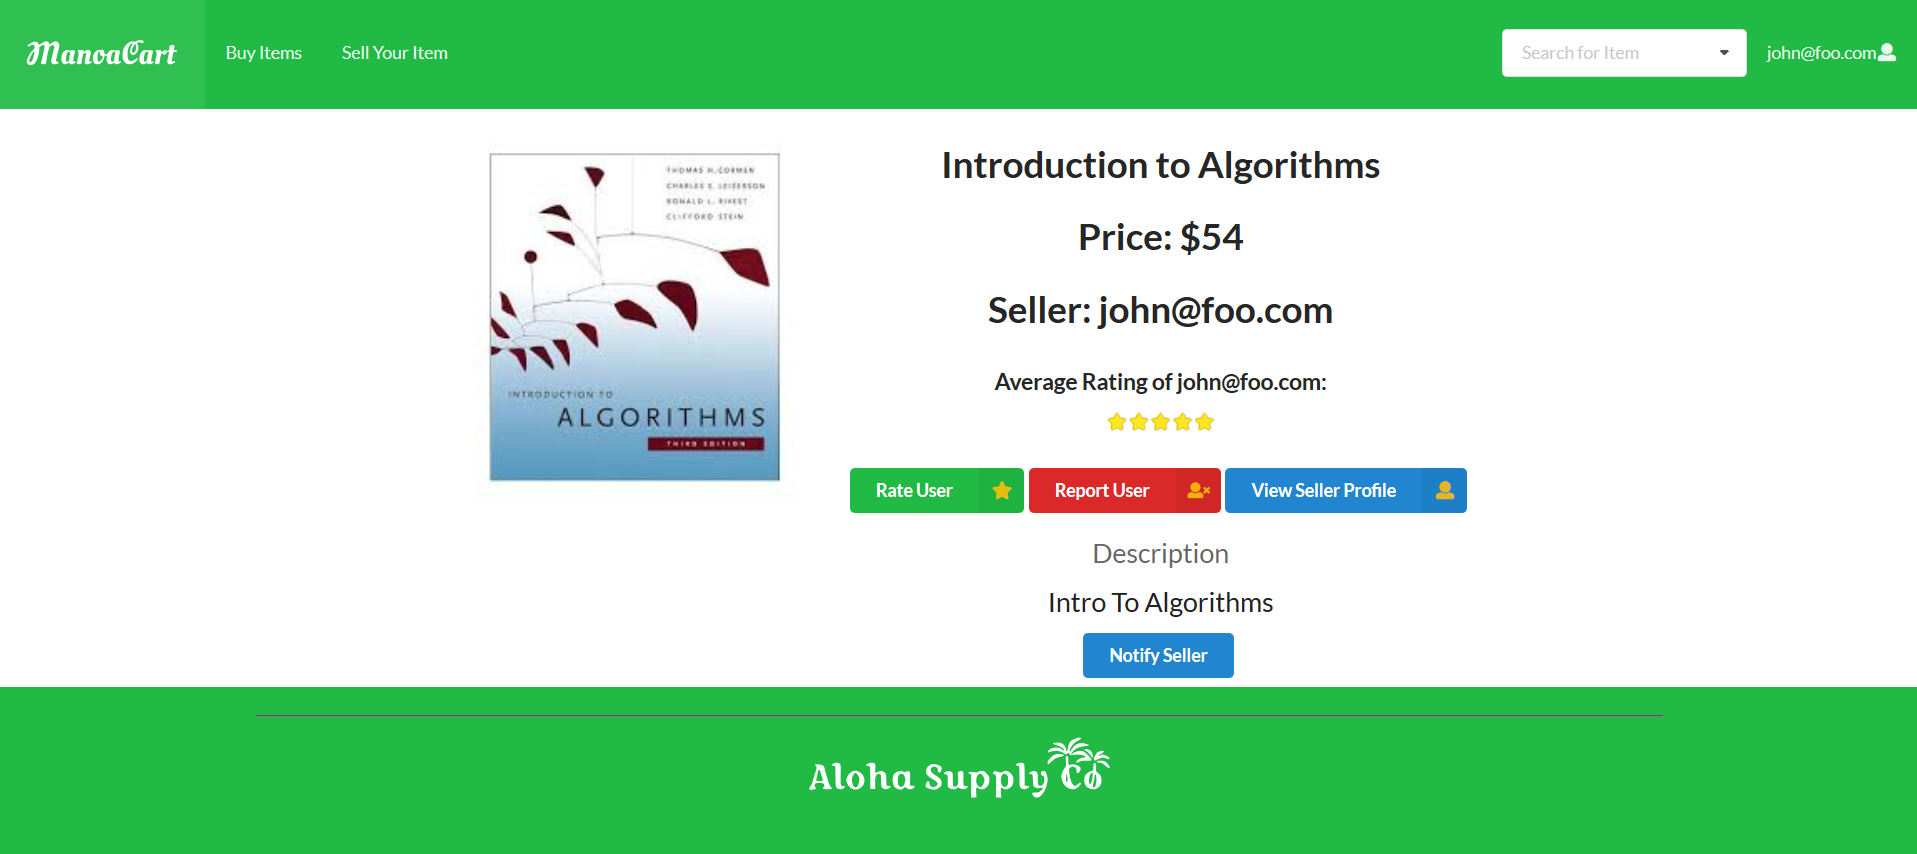 ManoaCart
Buy Items
Sell Your Item
Search for Item
john@foo.com
THOMAS H. CORMEN
CHARLES E. LEISERSON
RONALD L. RIVEST
CLIFFORD STEIN
INTRODUCTION TO
ALGORITHMS
THIRD EDITION
Introduction to Algorithms
Price: $54
Seller: john@foo.com
Average Rating of john@foo.com:
Rate User
Report User
View Seller Profile
Description
Intro To Algorithms
Notify Seller
Aloha Supply Co